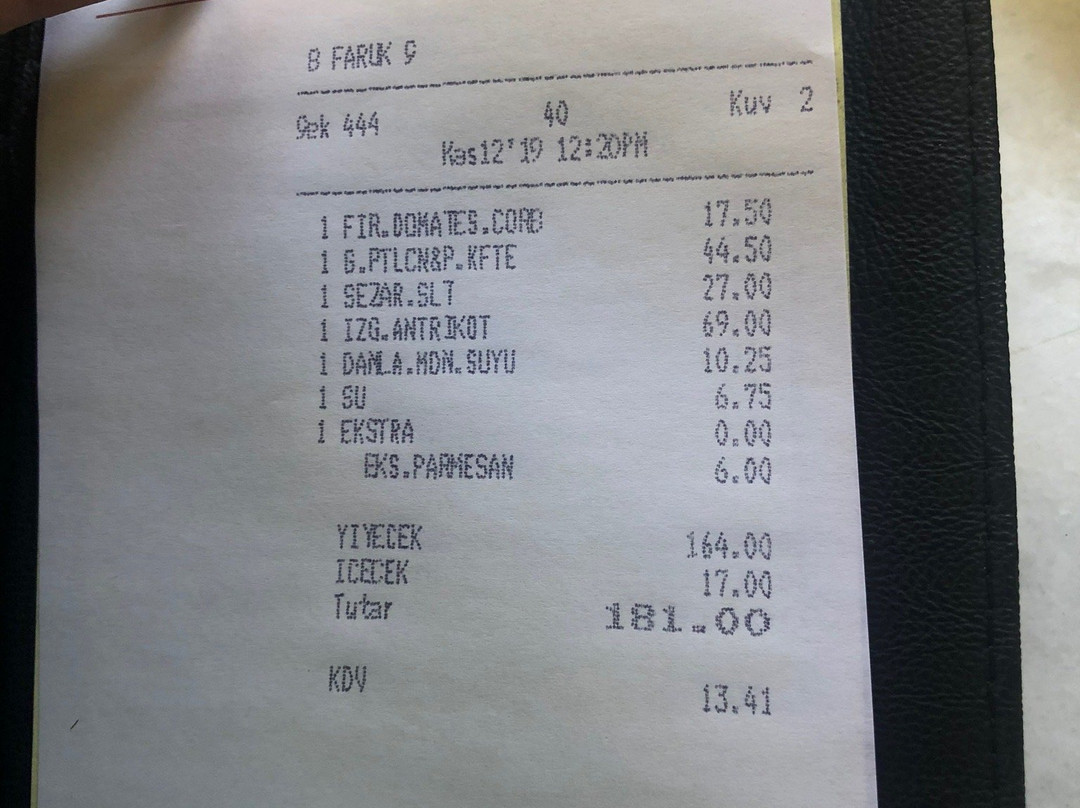 8 FARUK Ç
Çek 444 40 Kuv 2
Kas12'19 12:20PM
1 FIR.DOMATES.CORB 17.50
1 G.PTLCN&P.KFTE 44.50
1 SEZAR.SLT 27.00
1 IZG.ANTRIKOT 69.00
1 DAMLA.MDN.SUYU 10.25
1 SU 6.75
1 EKSTRA 0.00
EKS.PARMESAN 6.00
YIYECEK 164.00
ICECEK 17.00
Tutar 181.00
KDV 13.41